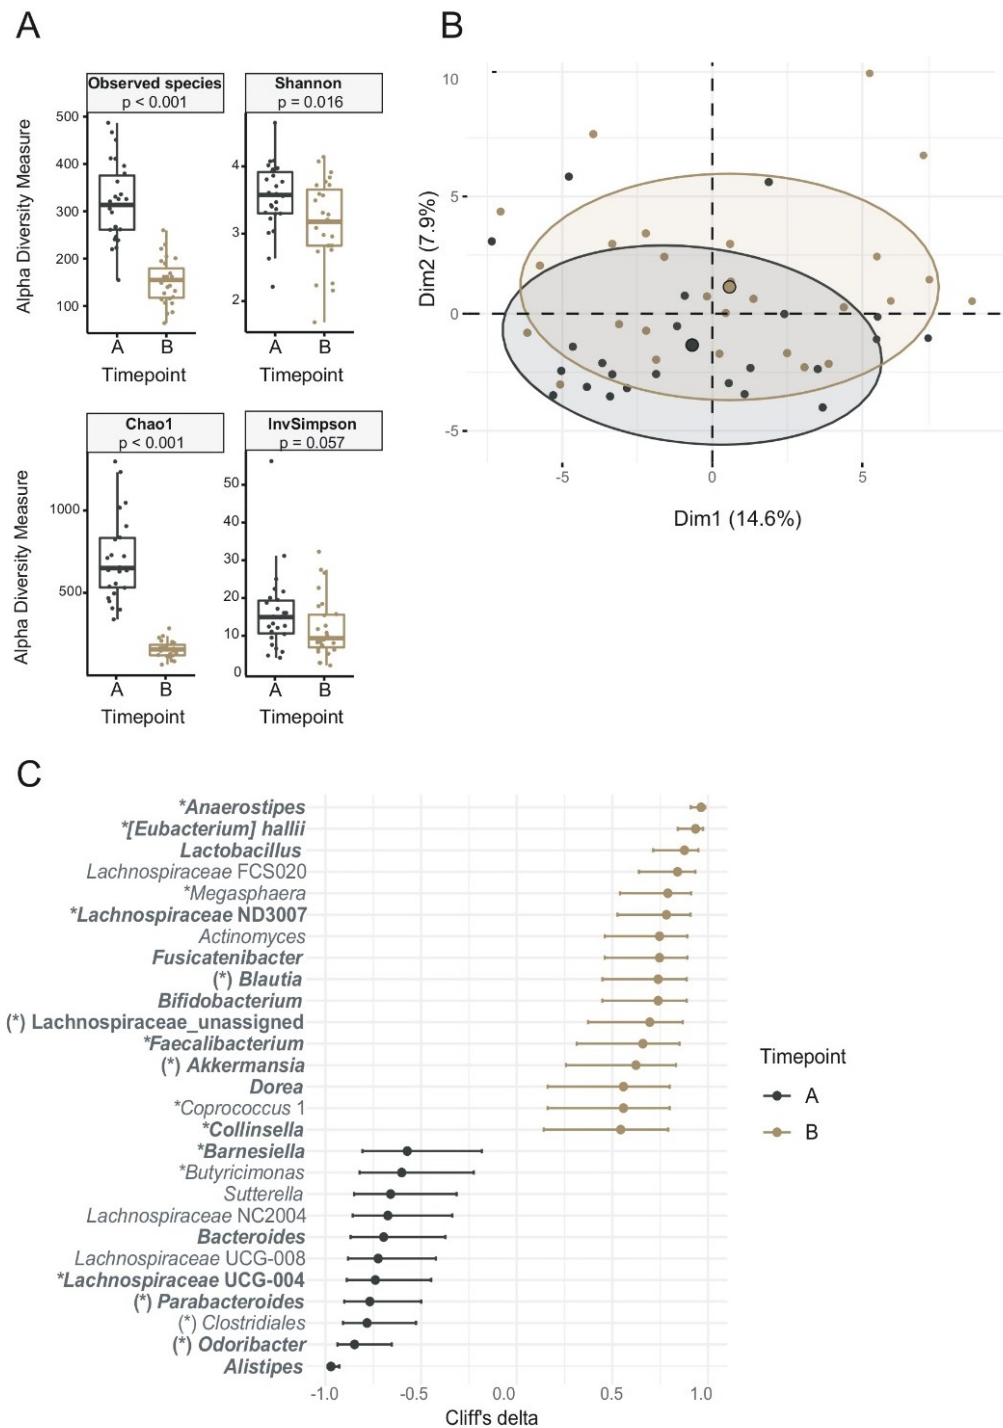 A
B
Observed species
p < 0.001
Shannon
p = 0.016
Alpha Diversity Measure
500
400
300
200
100
4
3
2
A
B
A
B
Timepoint
Timepoint
Chao1
p < 0.001
InvSimpson
p = 0.057
Alpha Diversity Measure
1000
500
50
40
30
20
10
0
A
B
A
B
Timepoint
Timepoint
Dim2 (7.9%)
10
5
0
-5
-5
0
5
Dim1 (14.6%)
C
*Anaerostipes
*[Eubacterium] hallii
Lactobacillus
Lachnospiraceae FCS020
*Megasphaera
*Lachnospiraceae ND3007
Actinomyces
Fusicatenibacter
(*) Blautia
Bifidobacterium
(*) Lachnospiraceae_unassigned
*Faecalibacterium
(*) Akkermansia
Dorea
*Coprococcus 1
*Collinsella
*Barnesiella
*Butyricimonas
Sutterella
Lachnospiraceae NC2004
Bacteroides
Lachnospiraceae UCG-008
*Lachnospiraceae UCG-004
(*) Parabacteroides
(*) Clostridiales
(*) Odoribacter
Alistipes
-1.0
-0.5
0.0
0.5
1.0
Cliff's delta
Timepoint
A
B